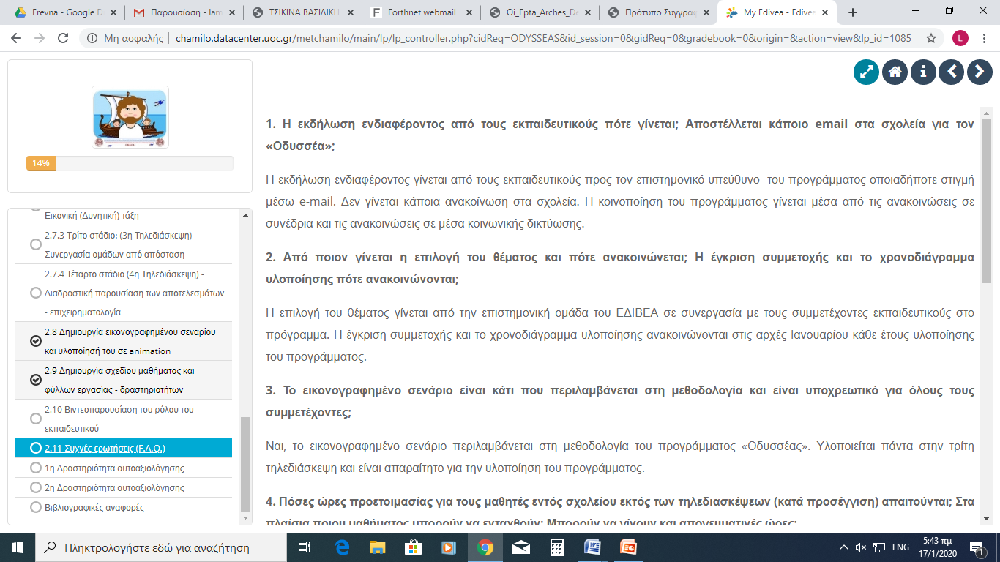 Erevna - Google D
Παρουσίαση - lam
ΤΣΙΚΙΝΑ ΒΑΣΙΛΙΚΗ
Forthnet webmail
Oi_Epta_Arches_De
Πρότυπο Συγγρα
My Edivea - Edivea
Μη ασφαλής
chamilo.datacenter.uoc.gr/metchamilo/main/lp/lp_controller.php?cidReq=ODYSSEAS&id_session=0&gidReq=0&gradebook=0&origin=&action=view&lp_id=1085
L
14%
Εικονική (Δυνητική) τάξη
2.7.3 Τρίτο στάδιο: (3η Τηλεδιάσκεψη) -
Συνεργασία ομάδων από απόσταση
2.7.4 Τέταρτο στάδιο (4η Τηλεδιάσκεψη) -
Διαδραστική παρουσίαση των αποτελεσμάτων
- επιχειρηματολογία
2.8 Δημιουργία εικονογραφημένου σεναρίου
και υλοποίησή του σε animation
2.9 Δημιουργία σχεδίου μαθήματος και
φύλλων εργασίας - δραστηριοτήτων
2.10 Βιντεοπαρουσίαση του ρόλου του
εκπαιδευτικού
2.11 Συχνές ερωτήσεις (F.A.Q.)
1η Δραστηριότητα αυτοαξιολόγησης
2η Δραστηριότητα αυτοαξιολόγησης
Βιβλιογραφικές αναφορές
1. Η εκδήλωση ενδιαφέροντος από τους εκπαιδευτικούς πότε γίνεται; Αποστέλλεται κάποιο email στα σχολεία για τον
«Οδυσσέα»;
Η εκδήλωση ενδιαφέροντος γίνεται από τους εκπαιδευτικούς προς τον επιστημονικό υπεύθυνο του προγράμματος οποιαδήποτε στιγμή
μέσω e-mail. Δεν γίνεται κάποια ανακοίνωση στα σχολεία. Η κοινοποίηση του προγράμματος γίνεται μέσα από τις ανακοινώσεις σε
συνέδρια και τις ανακοινώσεις σε μέσα κοινωνικής δικτύωσης.
2. Από ποιον γίνεται η επιλογή του θέματος και πότε ανακοινώνεται; Η έγκριση συμμετοχής και το χρονοδιάγραμμα
υλοποίησης πότε ανακοινώνονται;
Η επιλογή του θέματος γίνεται από την επιστημονική ομάδα του ΕΔΙΒΕΑ σε συνεργασία με τους συμμετέχοντες εκπαιδευτικούς στο
πρόγραμμα. Η έγκριση συμμετοχής και το χρονοδιάγραμμα υλοποίησης ανακοινώνονται στις αρχές Ιανουαρίου κάθε έτους υλοποίησης
του προγράμματος.
3. Το εικονογραφημένο σενάριο είναι κάτι που περιλαμβάνεται στη μεθοδολογία και είναι υποχρεωτικό για όλους τους
συμμετέχοντες;
Ναι, το εικονογραφημένο σενάριο περιλαμβάνεται στη μεθοδολογία του προγράμματος «Οδυσσέας». Υλοποιείται πάντα στην τρίτη
τηλεδιάσκεψη και είναι απαραίτητο για την υλοποίηση του προγράμματος.
4. Πόσες ώρες προετοιμασίας για τους μαθητές εντός σχολείου εκτός των τηλεδιασκέψεων (κατά προσέγγιση) απαιτούνται; Στα
πλαίσια ποιου μαθήματος μπορούν να ενταχθούν; Μπορούν να γίνουν και απογευματινές ώρες;
Πληκτρολογήστε εδώ για αναζήτηση
ENG
5:43 πμ
17/1/2020
1